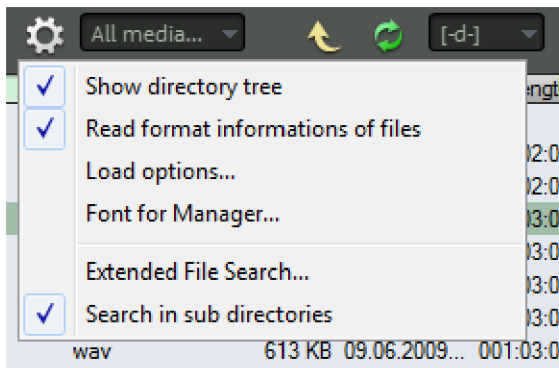 All media... [-d-]
Show directory tree
Read format informations of files
Load options...
Font for Manager...
Extended File Search...
Search in sub directories
wav 613 KB 09.06.2009... 001:03:0